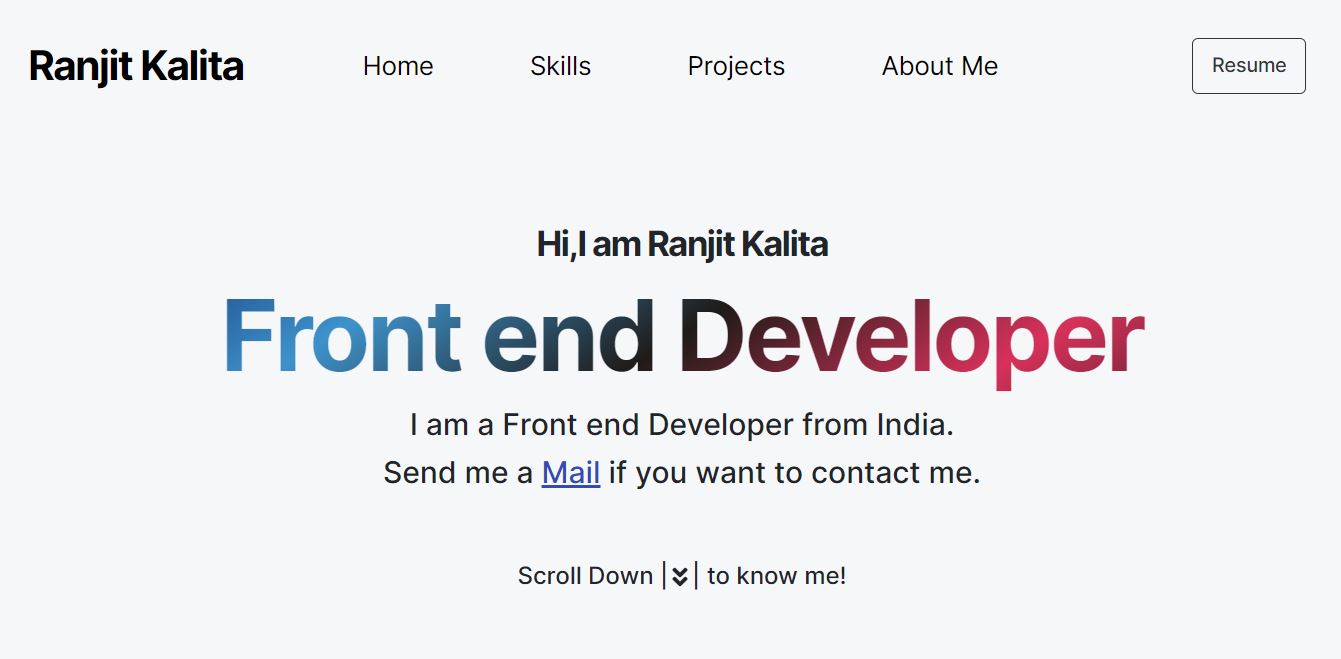 Ranjit Kalita Home Skills Projects About Me Resume
Hi,I am Ranjit Kalita
Front end Developer
I am a Front end Developer from India.
Send me a Mail if you want to contact me.
Scroll Down | | to know me!